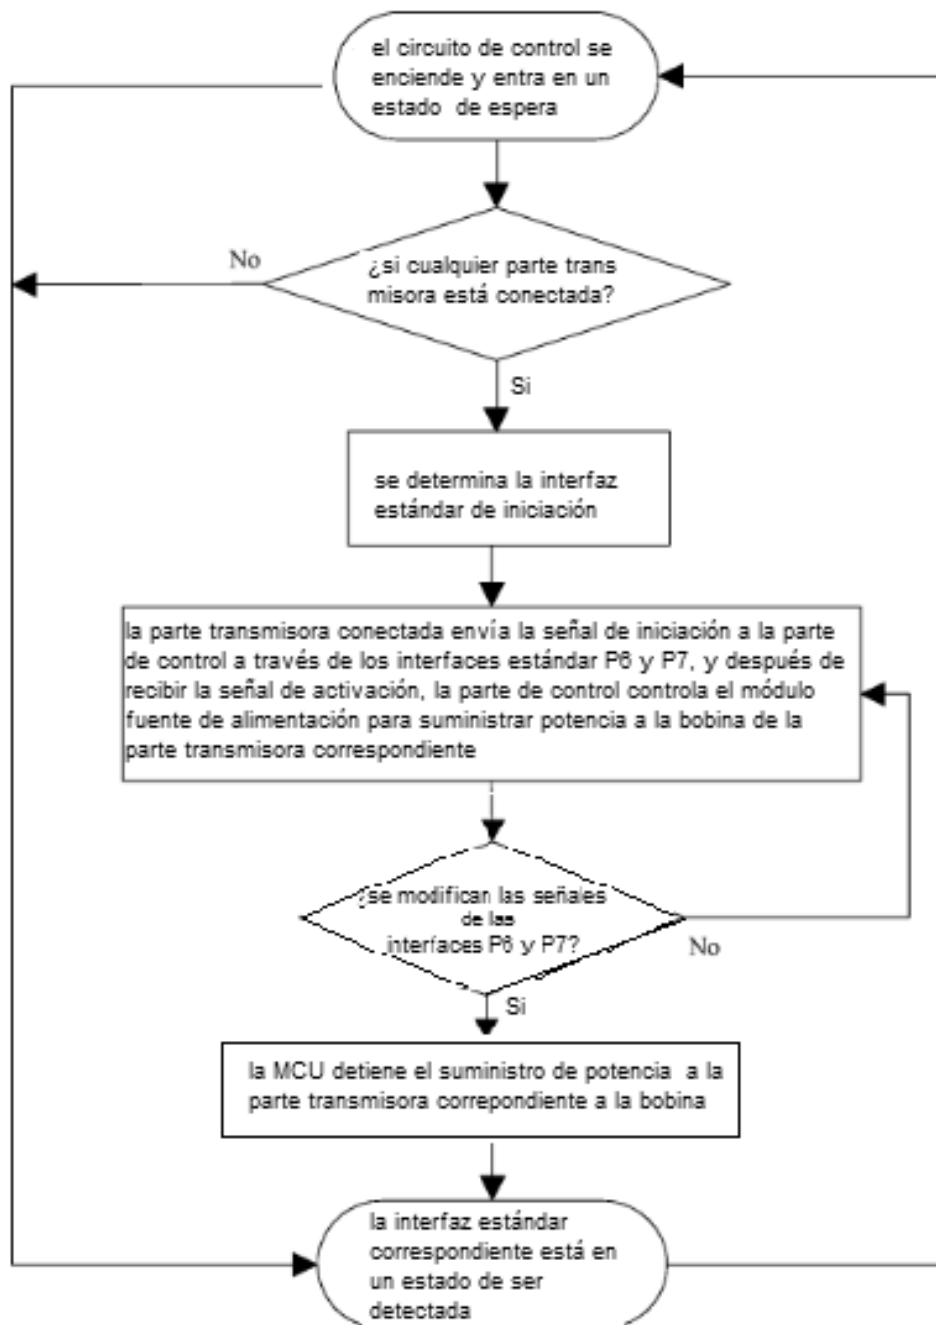 el circuito de control se
enciende y entra en un
estado de espera
No
¿si cualquier parte trans
misora está conectada?
Si
se determina la interfaz
estándar de iniciación
la parte transmisora conectada envía la señal de iniciación a la parte
de control a través de los interfaces estándar P6 y P7, y después de
recibir la señal de activación, la parte de control controla el módulo
fuente de alimentación para suministrar potencia a la bobina de la
parte transmisora correspondiente
¿se modifican las señales
de las
interfaces P6 y P7?
No
Si
la MCU detiene el suministro de potencia a la
parte transmisora correpondiente a la bobina
la interfaz estándar
correspondiente está en
un estado de ser
detectada